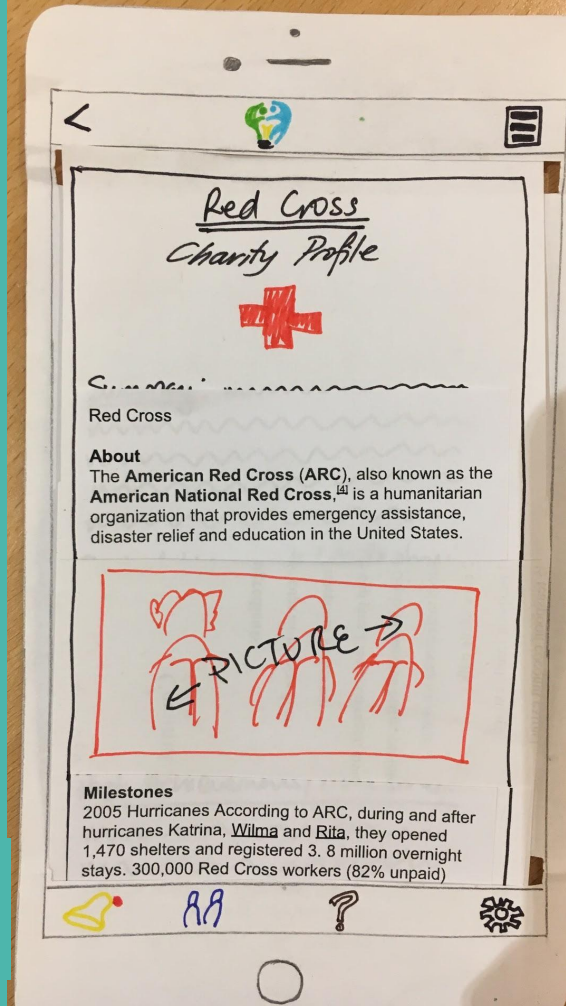 Red Cross
Charity Profile
Red Cross
About
The American Red Cross (ARC), also known as the
American National Red Cross,[4] is a humanitarian
organization that provides emergency assistance,
disaster relief and education in the United States.
PICTURE
Milestones
2005 Hurricanes According to ARC, during and after
hurricanes Katrina, Wilma and Rita, they opened
1,470 shelters and registered 3. 8 million overnight
stays. 300,000 Red Cross workers (82% unpaid)
?